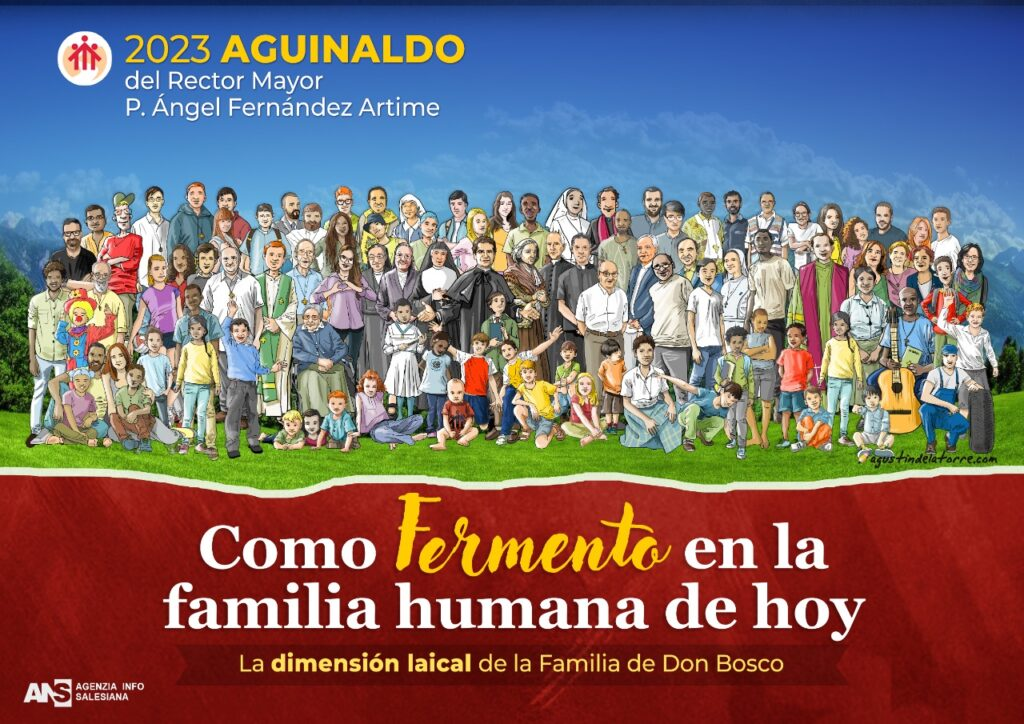 2023 AGUINALDO
del Rector Mayor
P. Ángel Fernández Artime
agustindelatorre.com
Como Fermento en la
familia humana de hoy
La dimensión laical de la Familia de Don Bosco
ANS AGENZIA INFO
SALESIANA